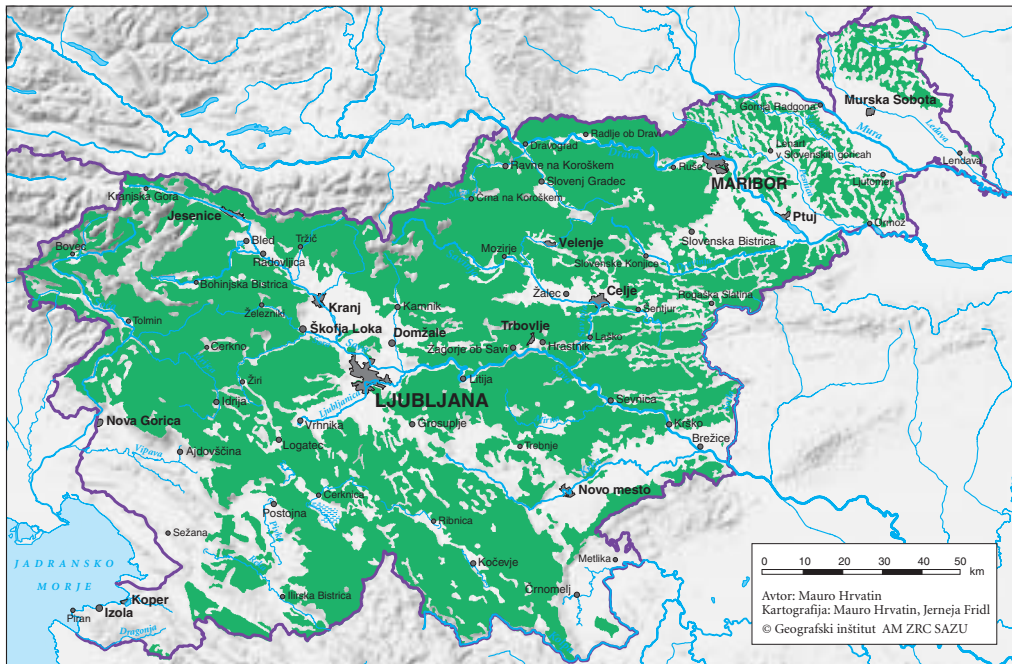 Gornja Radgona
Murska Sobota
Mura
Ledava
Lendava
Radlje ob Dravi
Dravograd
Lenart
v Slovenskih goricah
Ravne na Koroškem
Ruše
MARIBOR
Slovenj Gradec
Ljutomer
Kranjska Gora
Črna na Koroškem
Jesenice
Ptuj
Ormož
Bled
Tržič
Bovec
Radovljica
Mozirje
Velenje
Slovenska Bistrica
Slovenske Konjice
Bohinjska Bistrica
Žalec
Celje
Rogaška Slatina
Kranj
Kamnik
Železniki
Šentjur
Tolmin
Škofja Loka
Domžale
Trbovlje
Laško
Cerkno
Zagorje ob Savi
Hrastnik
Žiri
Litija
LJUBLJANA
Idrija
Sevnica
Ljubljanica
Nova Gorica
Vrhnika
Grosuplje
Krško
Logatec
Trebnje
Brežice
Vipava
Ajdovščina
Krka
Novo mesto
Cerknica
Postojna
Pivka
Ribnica
Sežana
Metlika
JADRANSKO
MORJE
Kočevje
Črnomelj
Ilirska Bistrica
Koper
Izola
Piran
Dragonja
0 10 20 30 40 50 km
Avtor: Mauro Hrvatin
Kartografija: Mauro Hrvatin, Jerneja Fridl
© Geografski inštitut AM ZRC SAZU